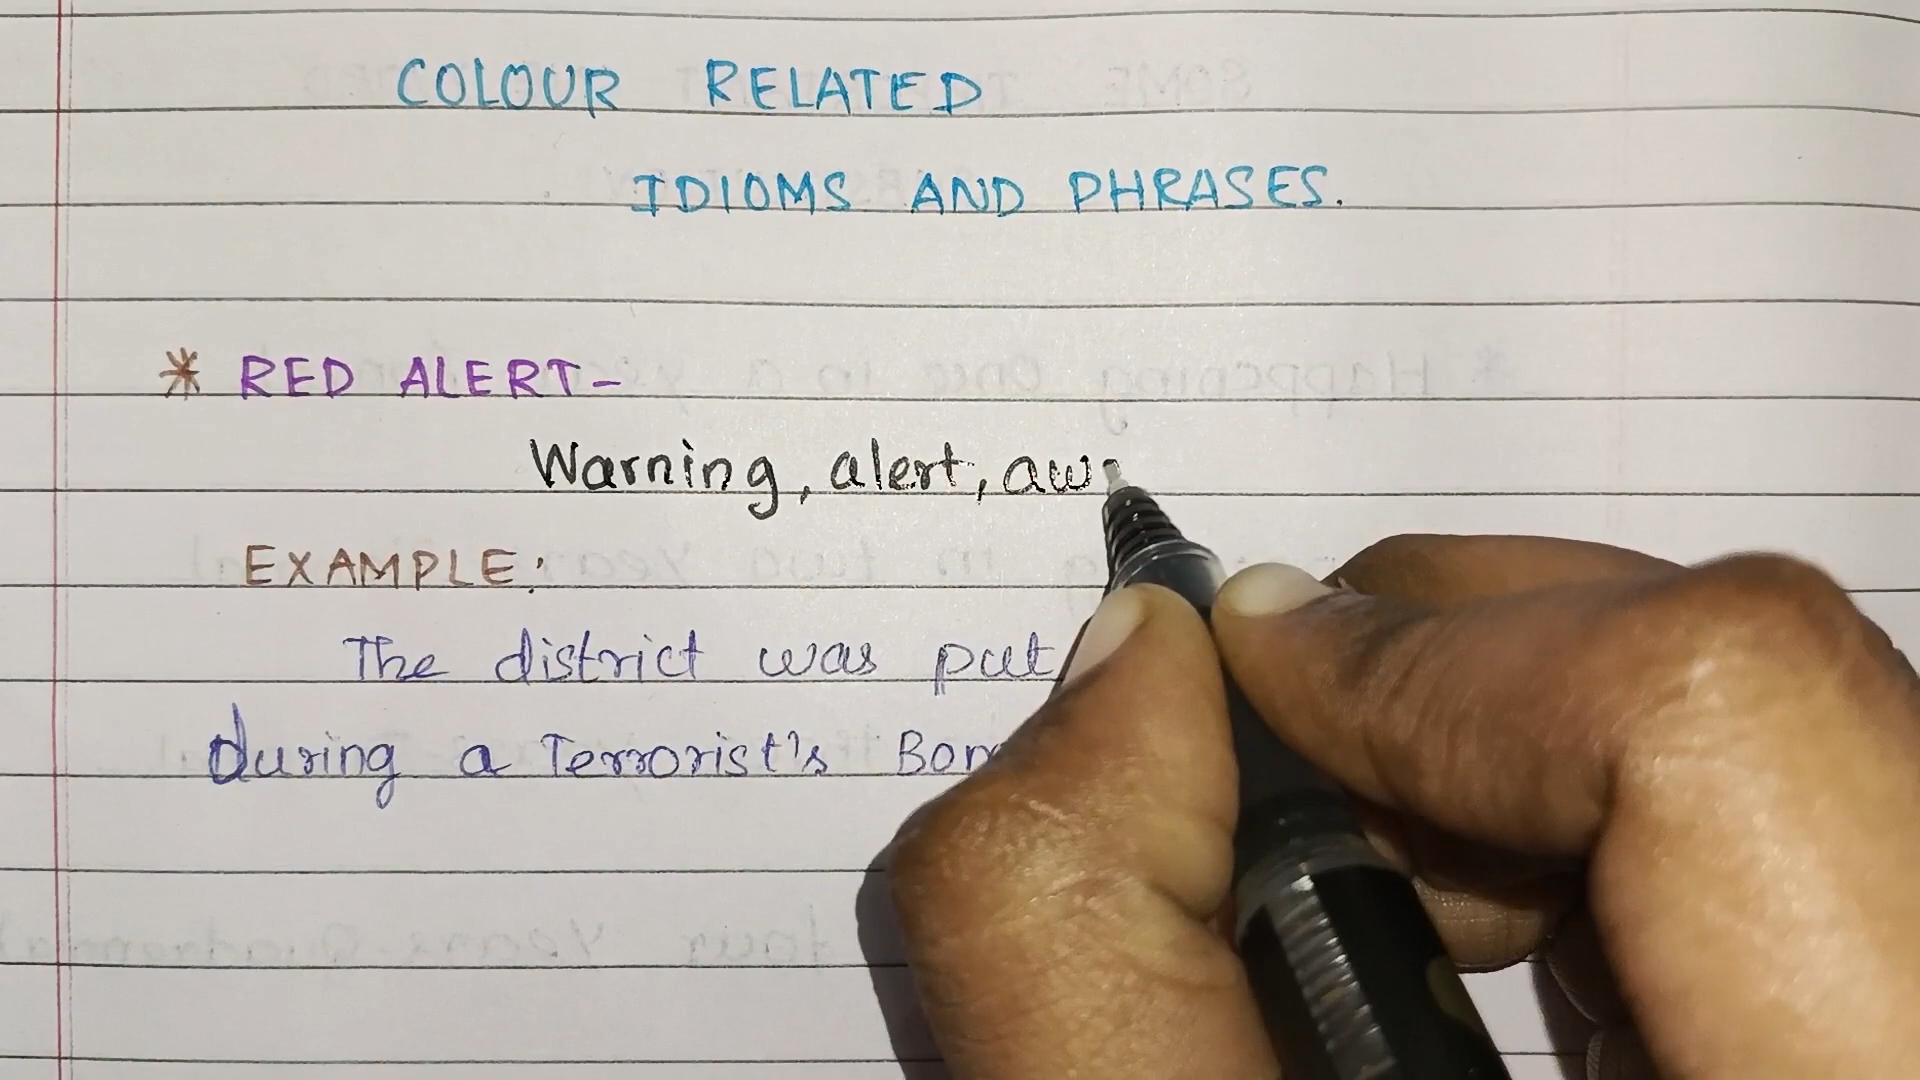 COLOUR RELATED
IDIOMS AND PHRASES.
* RED ALERT-
Warning, alert,
EXAMPLE:
The district was put
during a Terrorist's